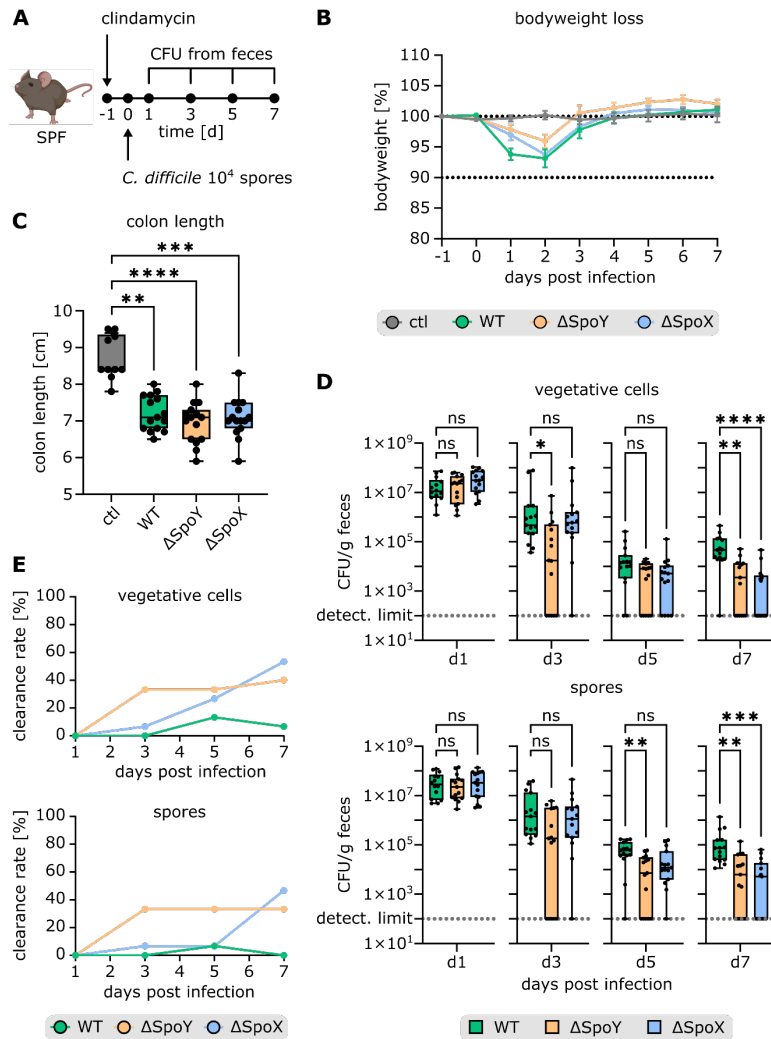 A
clindamycin
CFU from feces
SPF
-1 0 1 3 5 7
time [d]
C. difficile 10⁴ spores
B
bodyweight loss
bodyweight [%]
110
105
100
95
90
85
80
-1 0 1 2 3 4 5 6 7
days post infection
ctl WT ΔSpoY ΔSpoX
C
colon length
***
****
**
colon length [cm]
10
9
8
7
6
5
ctl WT ΔSpoY ΔSpoX
D
vegetative cells
ns ns ns ****
ns * ns **
CFU/g feces
1×10⁹
1×10⁷
1×10⁵
1×10³
detect. limit
1×10¹
d1 d3 d5 d7
spores
ns ns ns ***
ns ns ** **
CFU/g feces
1×10⁹
1×10⁷
1×10⁵
1×10³
detect. limit
1×10¹
d1 d3 d5 d7
days post infection
WT ΔSpoY ΔSpoX
E
vegetative cells
clearance rate [%]
100
80
60
40
20
0
1 2 3 4 5 6 7
days post infection
spores
clearance rate [%]
100
80
60
40
20
0
1 2 3 4 5 6 7
days post infection
WT ΔSpoY ΔSpoX